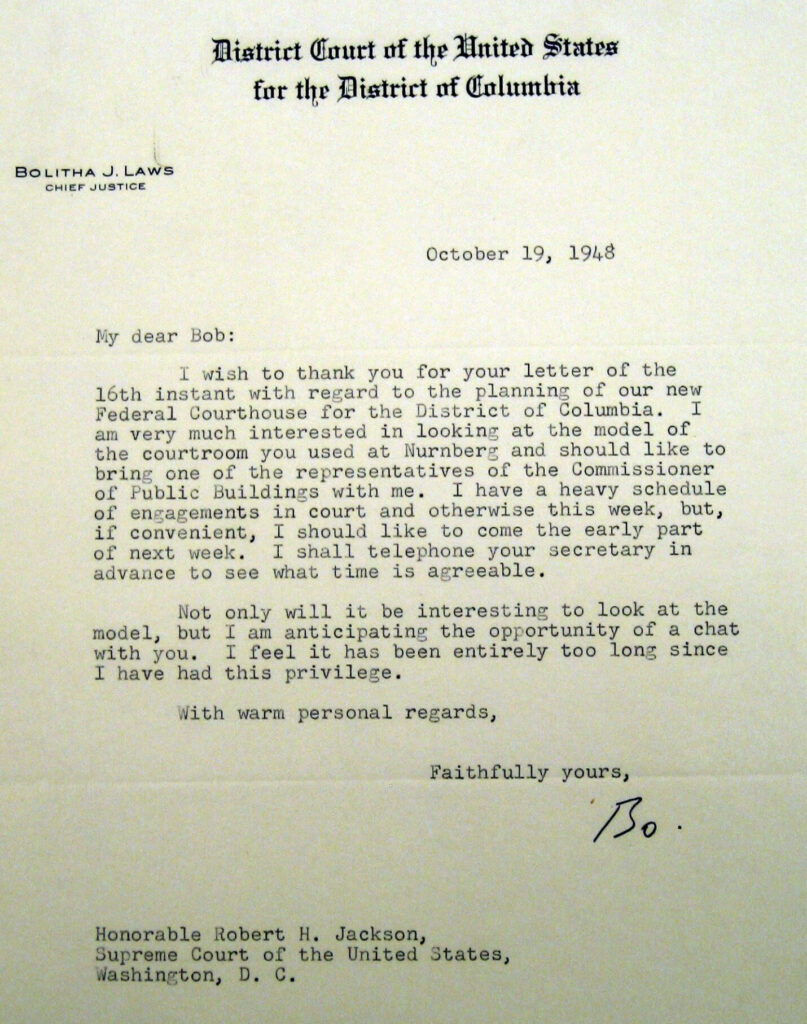 District Court of the United States
for the District of Columbia
BOLITHA J. LAWS
CHIEF JUSTICE
October 19, 1948
My dear Bob:
I wish to thank you for your letter of the
16th instant with regard to the planning of our new
Federal Courthouse for the District of Columbia. I
am very much interested in looking at the model of
the courtroom you used at Nurnberg and should like to
bring one of the representatives of the Commissioner
of Public Buildings with me. I have a heavy schedule
of engagements in court and otherwise this week, but,
if convenient, I should like to come the early part
of next week. I shall telephone your secretary in
advance to see what time is agreeable.
Not only will it be interesting to look at the
model, but I am anticipating the opportunity of a chat
with you. I feel it has been entirely too long since
I have had this privilege.
With warm personal regards,
Faithfully yours,
Bo.
Honorable Robert H. Jackson,
Supreme Court of the United States,
Washington, D. C.